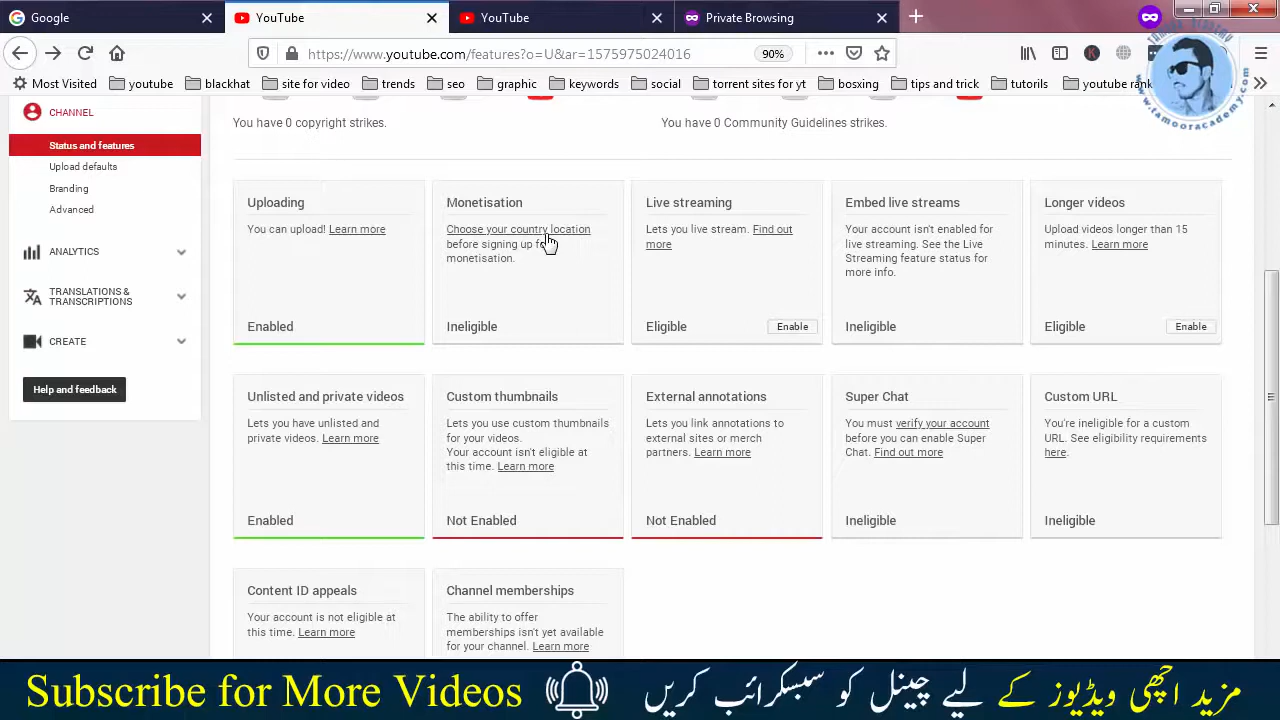 Google
YouTube
YouTube
Private Browsing
https://www.youtube.com/features?o=U&ar=1575975024016
90%
Most Visited
youtube
blackhat
site for video
trends
seo
graphic
keywords
social
torrent sites for yt
boxsing
tips and trick
tutorils
youtube rank
www.tamooracademy.com
CHANNEL
Status and features
Upload defaults
Branding
Advanced
ANALYTICS
TRANSLATIONS &
TRANSCRIPTIONS
CREATE
Help and feedback
You have 0 copyright strikes.
You have 0 Community Guidelines strikes.
Uploading
You can upload! Learn more
Enabled
Monetisation
Choose your country location
before signing up
monetisation.
Ineligible
Live streaming
Lets you live stream. Find out
more
Eligible
Enable
Embed live streams
Your account isn't enabled for
live streaming. See the Live
Streaming feature status for
more info.
Ineligible
Longer videos
Upload videos longer than 15
minutes. Learn more
Eligible
Enable
Unlisted and private videos
Lets you have unlisted and
private videos. Learn more
Enabled
Custom thumbnails
Lets you use custom thumbnails
for your videos.
Your account isn't eligible at
this time. Learn more
Not Enabled
External annotations
Lets you link annotations to
external sites or merch
partners. Learn more
Not Enabled
Super Chat
You must verify your account
before you can enable Super
Chat. Find out more
Ineligible
Custom URL
You're ineligible for a custom
URL. See eligibility requirements
here.
Ineligible
Content ID appeals
Your account is not eligible at
this time. Learn more
Channel memberships
The ability to offer
memberships isn't yet available
for your channel. Learn more
Subscribe for More Videos
مزید اچھی ویڈیوز کے لیے چینل کو سبسکرائب کریں